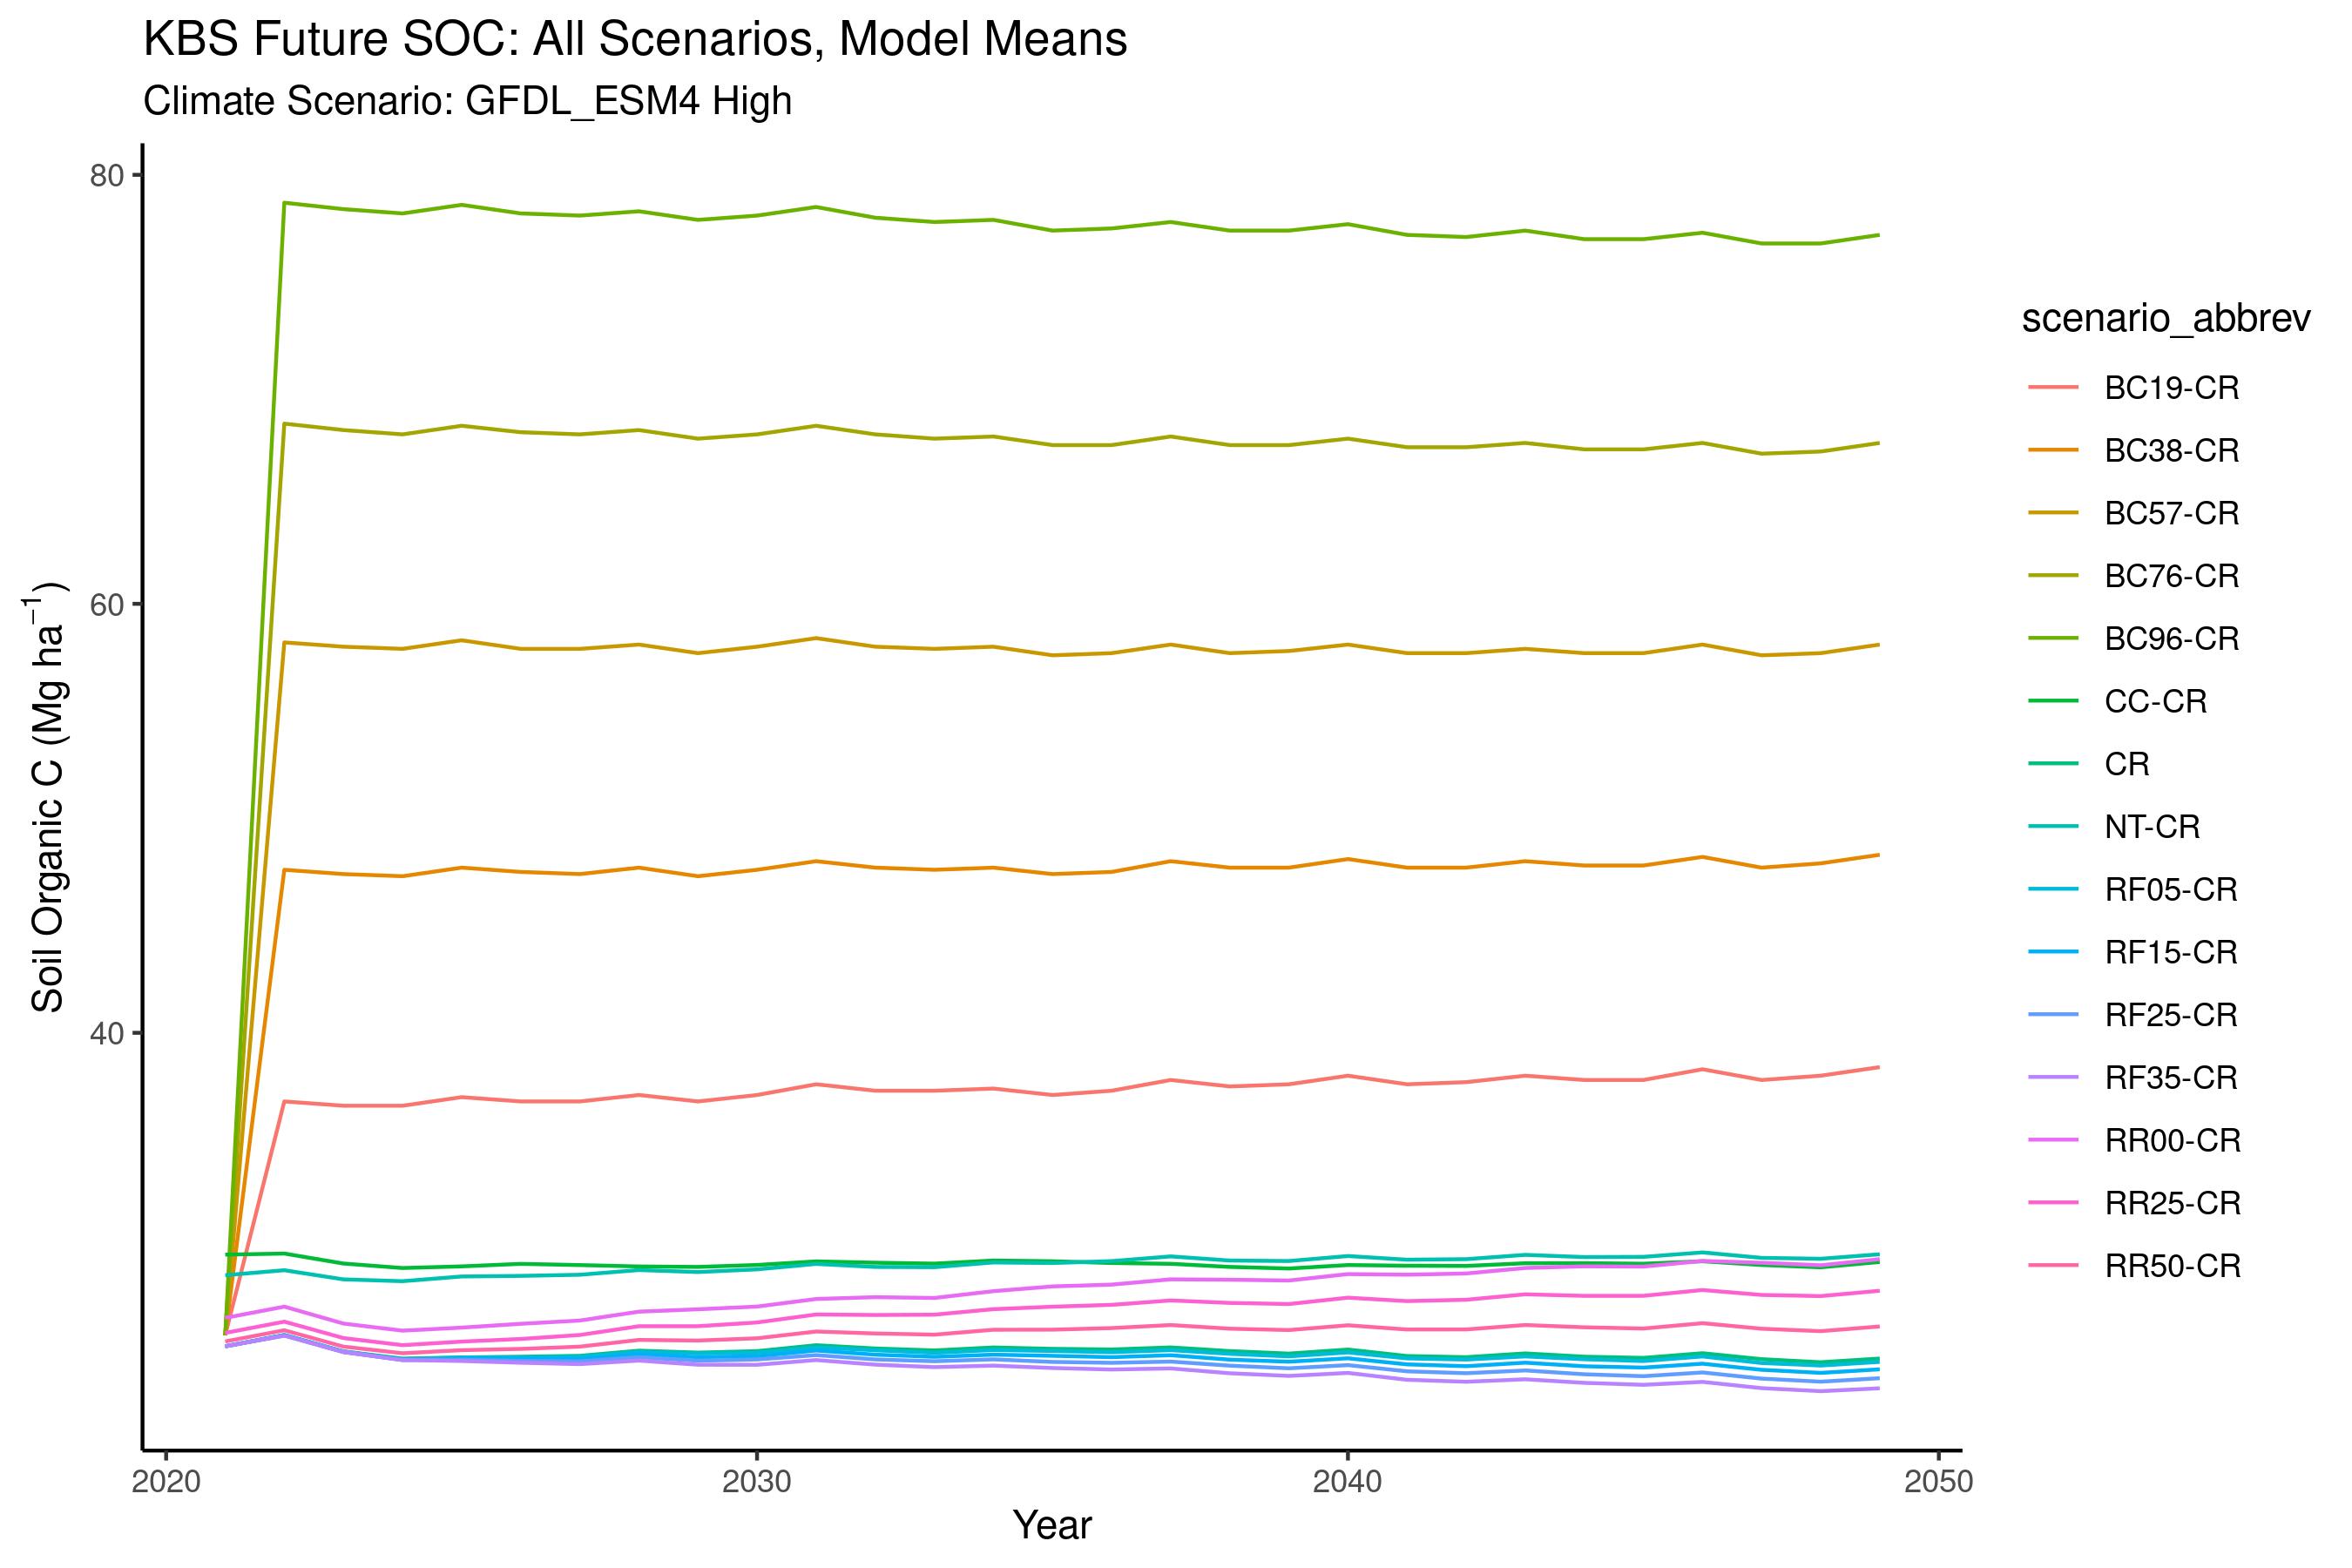 KBS Future SOC: All Scenarios, Model Means
Climate Scenario: GFDL_ESM4 High
80
60
40
Soil Organic C (Mg ha⁻¹)
2020
2030
2040
2050
Year
scenario_abbrev
BC19-CR
BC38-CR
BC57-CR
BC76-CR
BC96-CR
CC-CR
CR
NT-CR
RF05-CR
RF15-CR
RF25-CR
RF35-CR
RR00-CR
RR25-CR
RR50-CR